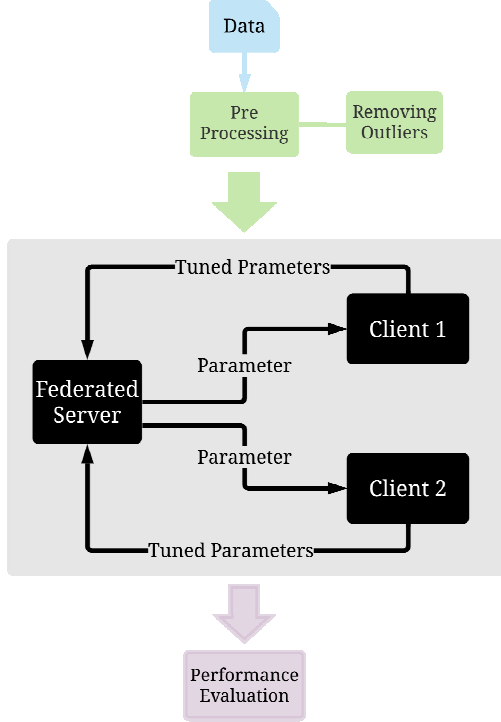 Data
Pre
Processing
Removing
Outliers
Tuned Prameters
Client 1
Parameter
Federated
Server
Parameter
Client 2
Tuned Parameters
Performance
Evaluation